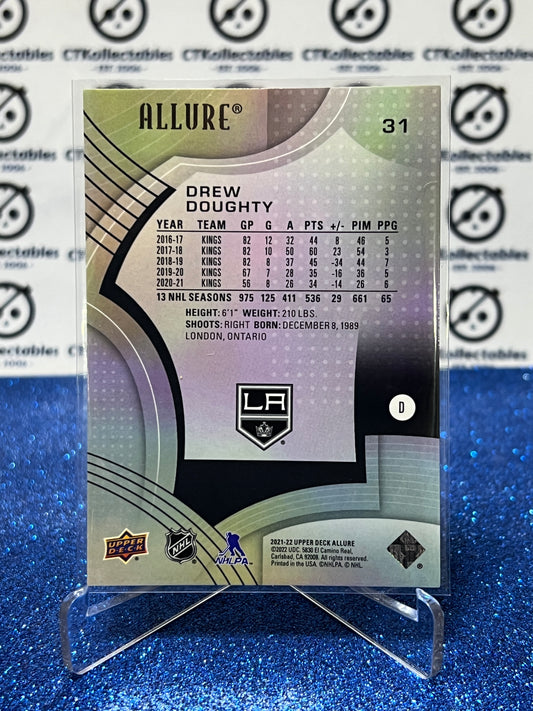 CTKollectables
EST. 2006
ALLURE®
31
DREW
DOUGHTY
YEAR TEAM GP G A PTS +/- PIM PPG
2016-17 KINGS 82 12 32 44 8 46 5
2017-18 KINGS 82 10 50 60 23 54 3
2018-19 KINGS 82 8 37 45 -34 44 7
2019-20 KINGS 67 7 28 35 -16 36 5
2020-21 KINGS 56 8 26 34 -14 26 6
13 NHL SEASONS 975 125 411 536 29 661 65
HEIGHT: 6'1" WEIGHT: 210 LBS.
SHOOTS: RIGHT BORN: DECEMBER 8, 1989
LONDON, ONTARIO
LA
D
UPPER DECK
NHL
NHLPA
2021-22 UPPER DECK ALLURE
©2022 UDC. 5830 El Camino Real,
Carlsbad, CA 92008. All rights reserved.
Printed in the USA. ©NHLPA. © NHL.